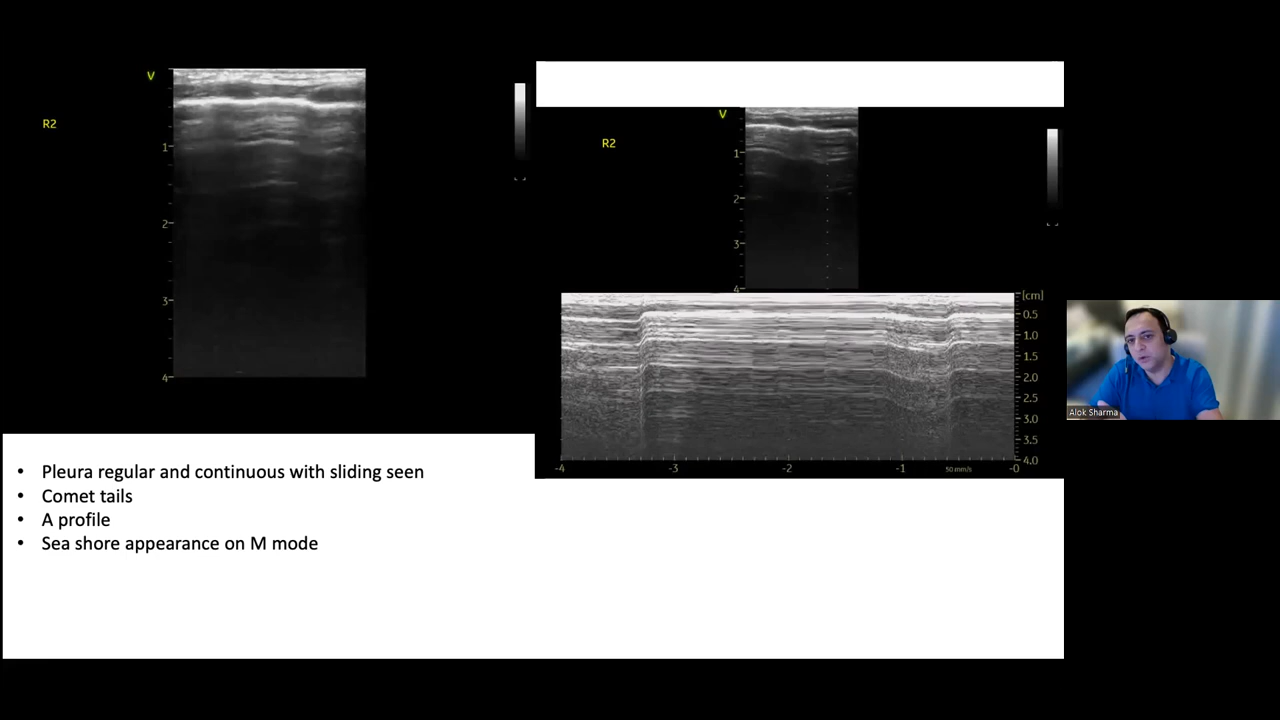 V
R2
1
2
3
4
V
R2
1
2
3
4
[cm]
0.5
1.0
1.5
2.0
2.5
3.0
3.5
4.0
-4 -3 -2 -1 50 mm/s -0
Alok Sharma
• Pleura regular and continuous with sliding seen
• Comet tails
• A profile
• Sea shore appearance on M mode